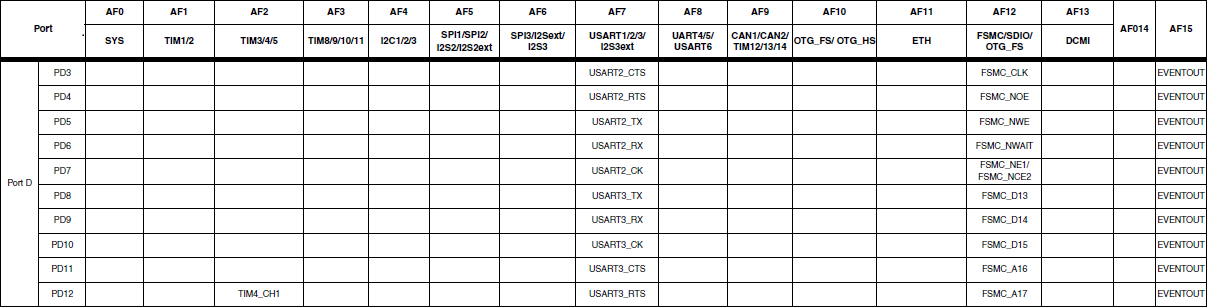 Port AF0 AF1 AF2 AF3 AF4 AF5 AF6 AF7 AF8 AF9 AF10 AF11 AF12 AF13 AF014 AF15
SYS TIM1/2 TIM3/4/5 TIM8/9/10/11 I2C1/2/3 SPI1/SPI2/ I2S2/I2S2ext SPI3/I2Sext/ I2S3 USART1/2/3/ I2S3ext UART4/5/ USART6 CAN1/CAN2/ TIM12/13/14 OTG_FS/ OTG_HS ETH FSMC/SDIO/ OTG_FS DCMI
Port D
PD3 USART2_CTS FSMC_CLK EVENTOUT
PD4 USART2_RTS FSMC_NOE EVENTOUT
PD5 USART2_TX FSMC_NWE EVENTOUT
PD6 USART2_RX FSMC_NWAIT EVENTOUT
PD7 USART2_CK FSMC_NE1/ FSMC_NCE2 EVENTOUT
PD8 USART3_TX FSMC_D13 EVENTOUT
PD9 USART3_RX FSMC_D14 EVENTOUT
PD10 USART3_CK FSMC_D15 EVENTOUT
PD11 USART3_CTS FSMC_A16 EVENTOUT
PD12 TIM4_CH1 USART3_RTS FSMC_A17 EVENTOUT